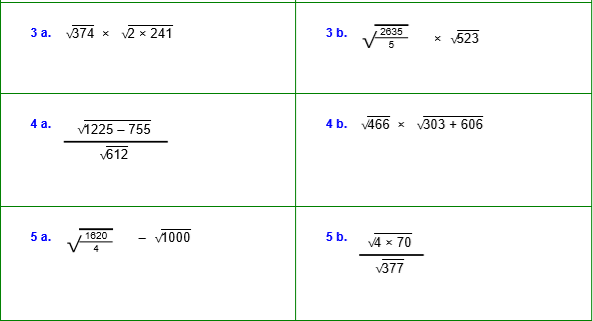 3 a. √374 × √2 × 241
3 b. √2635/5 × √523
4 a. √1225 – 755
√612
4 b. √466 × √303 + 606
5 a. √1620/4 – √1000
5 b. √4 × 70
√377